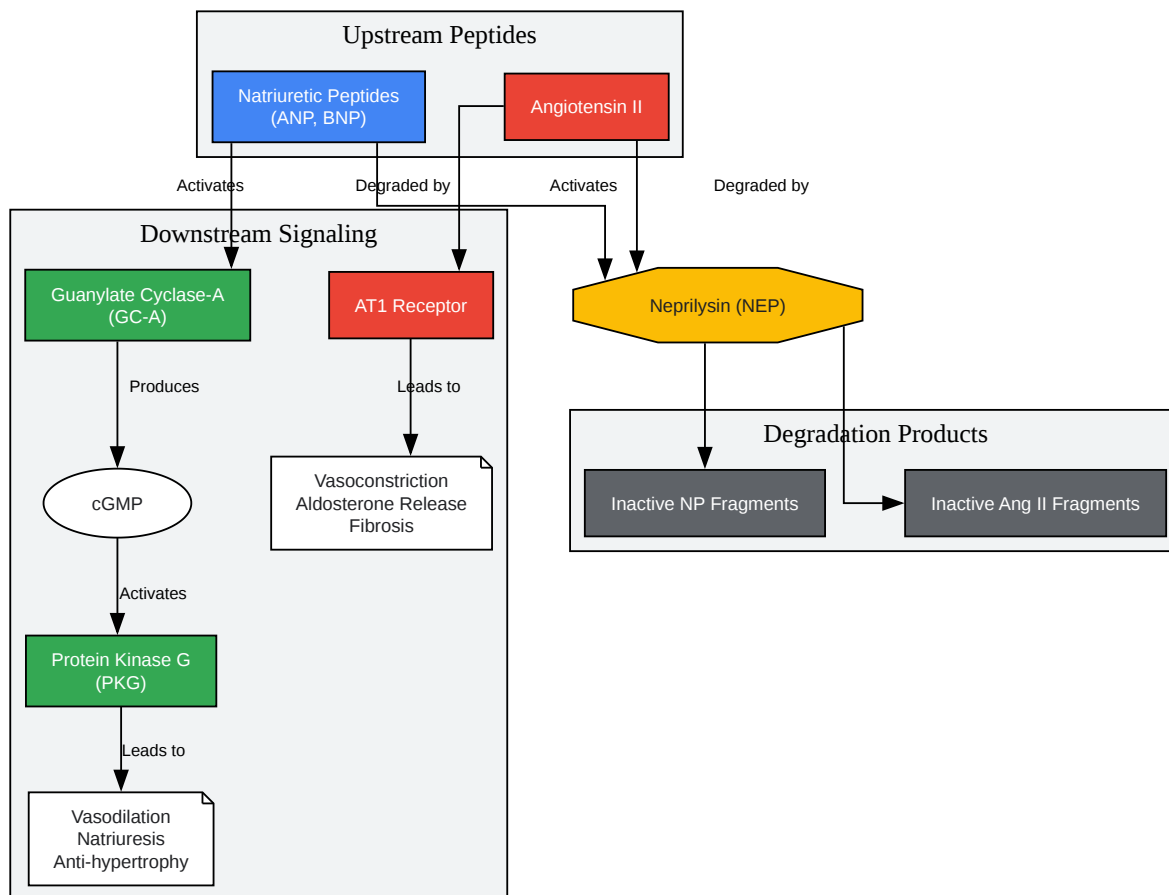 Upstream Peptides
Natriuretic Peptides
(ANP, BNP)
Angiotensin II
Activates
Degraded by
Activates
Degraded by
Downstream Signaling
Guanylate Cyclase-A
(GC-A)
AT1 Receptor
Neprilysin (NEP)
Produces
Leads to
Degradation Products
cGMP
Vasoconstriction
Aldosterone Release
Fibrosis
Inactive NP Fragments
Inactive Ang II Fragments
Activates
Protein Kinase G
(PKG)
Leads to
Vasodilation
Natriuresis
Anti-hypertrophy